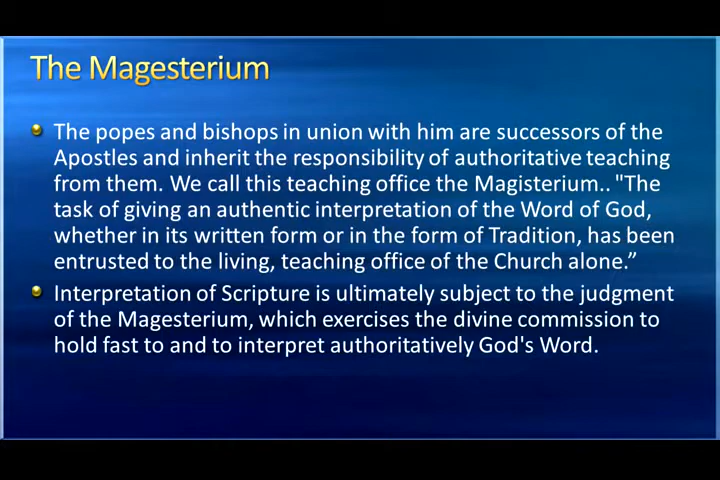 The Magesterium
The popes and bishops in union with him are successors of the
Apostles and inherit the responsibility of authoritative teaching
from them. We call this teaching office the Magisterium.. "The
task of giving an authentic interpretation of the Word of God,
whether in its written form or in the form of Tradition, has been
entrusted to the living, teaching office of the Church alone.”
Interpretation of Scripture is ultimately subject to the judgment
of the Magesterium, which exercises the divine commission to
hold fast to and to interpret authoritatively God's Word.